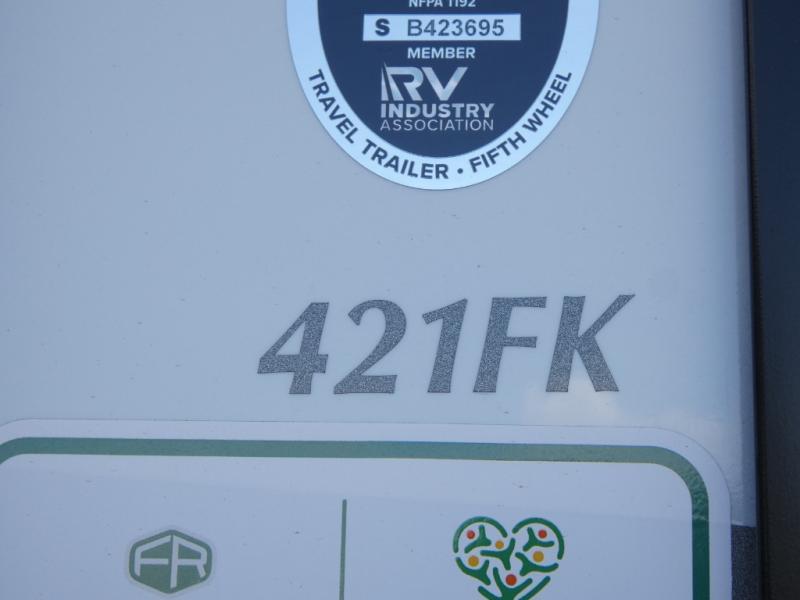 NFPA 1192
S B423695
MEMBER
RV
INDUSTRY
ASSOCIATION
TRAVEL TRAILER • FIFTH WHEEL
421FK
FR